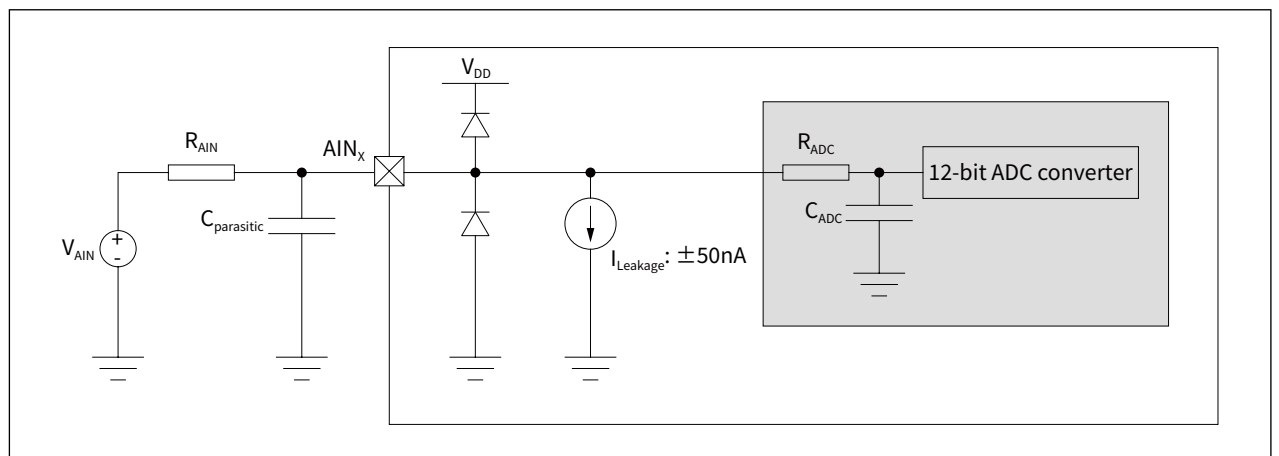 V_DD
R_AIN
AIN_X
R_ADC
12-bit ADC converter
C_parasitic
C_ADC
V_AIN
+
-
I_Leakage: ±50nA